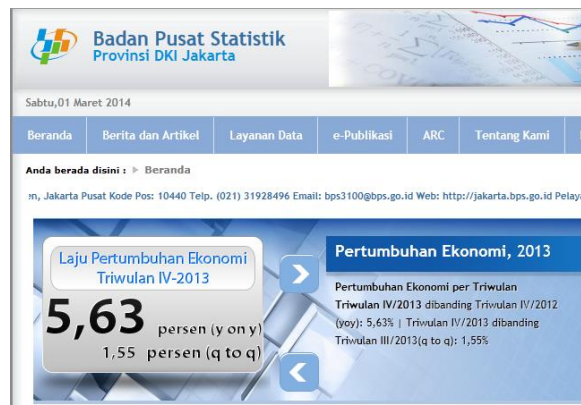 Badan Pusat Statistik
Provinsi DKI Jakarta
Sabtu,01 Maret 2014
Beranda Berita dan Artikel Layanan Data e-Publikasi ARC Tentang Kami
Anda berada disini : Beranda
Jakarta Pusat Kode Pos: 10440 Telp. (021) 31928496 Email: bps3100@bps.go.id Web: http://jakarta.bps.go.id
Laju Pertumbuhan Ekonomi
Triwulan IV-2013
5,63 persen (y on y)
1,55 persen (q to q)
Pertumbuhan Ekonomi, 2013
Pertumbuhan Ekonomi per Triwulan
Triwulan IV/2013 dibanding Triwulan IV/2012
(yoy): 5,63% | Triwulan IV/2013 dibanding
Triwulan III/2013(q to q): 1,55%